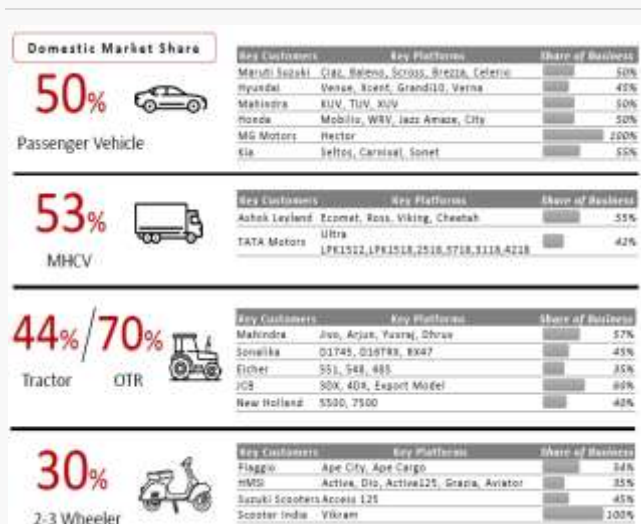 Domestic Market Share
50%
Passenger Vehicle
Key Customers Key Platforms Share of Business
Maruti Suzuki Ciaz, Baleno, Scross, Brezza, Celerio 50%
Hyundai Venue, Xcent, Grandi10, Verna 45%
Mahindra KUV, TUV, XUV 50%
Honda Mobilio, WRV, Jazz Amaze, City 50%
MG Motors Hector 100%
Kia Seltos, Carnival, Sonet 55%
53%
MHCV
Key Customers Key Platforms Share of Business
Ashok Leyland Ecomet, Boss, Viking, Cheetah 55%
TATA Motors Ultra
LPK1512,LPK1518,2518,3718,3118,4218 42%
44%/70%
Tractor OTR
Key Customers Key Platforms Share of Business
Mahindra Jivo, Arjun, Yuvraj, Dhruv 57%
Sonalika D1745, D16TRX, RX47 45%
Eicher 551, 548, 485 35%
JCB 3DX, 4DX, Export Model 60%
New Holland 5500, 7500 40%
30%
2-3 Wheeler
Key Customers Key Platforms Share of Business
Piaggio Ape City, Ape Cargo 54%
HMSI Activa, Dio, Activa125, Grazia, Aviator 35%
Suzuki Scooters Access 125 45%
Scooter India Vikram 100%